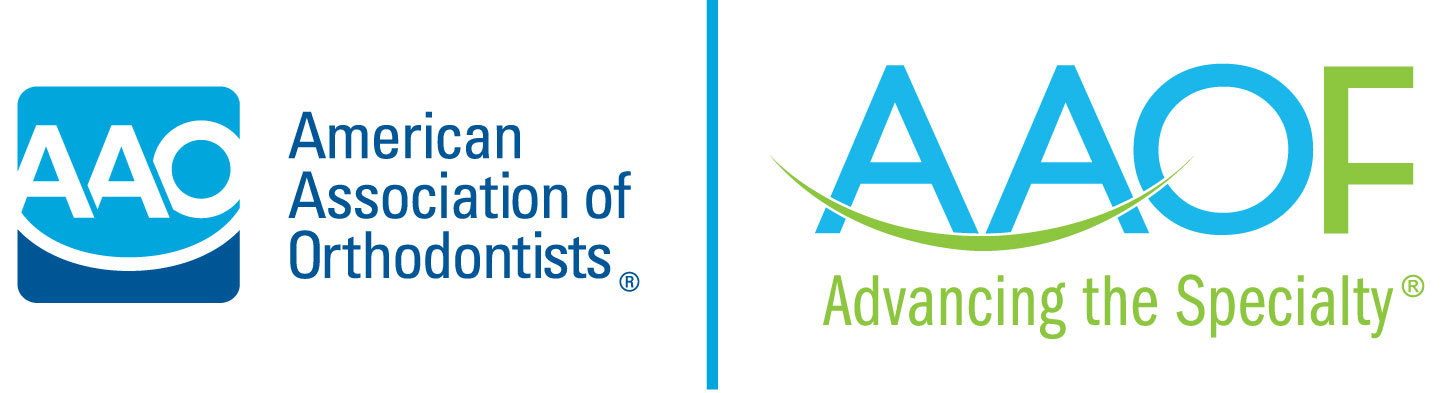 AAO
American
Association of
Orthodontists®
AAOF
Advancing the Specialty®